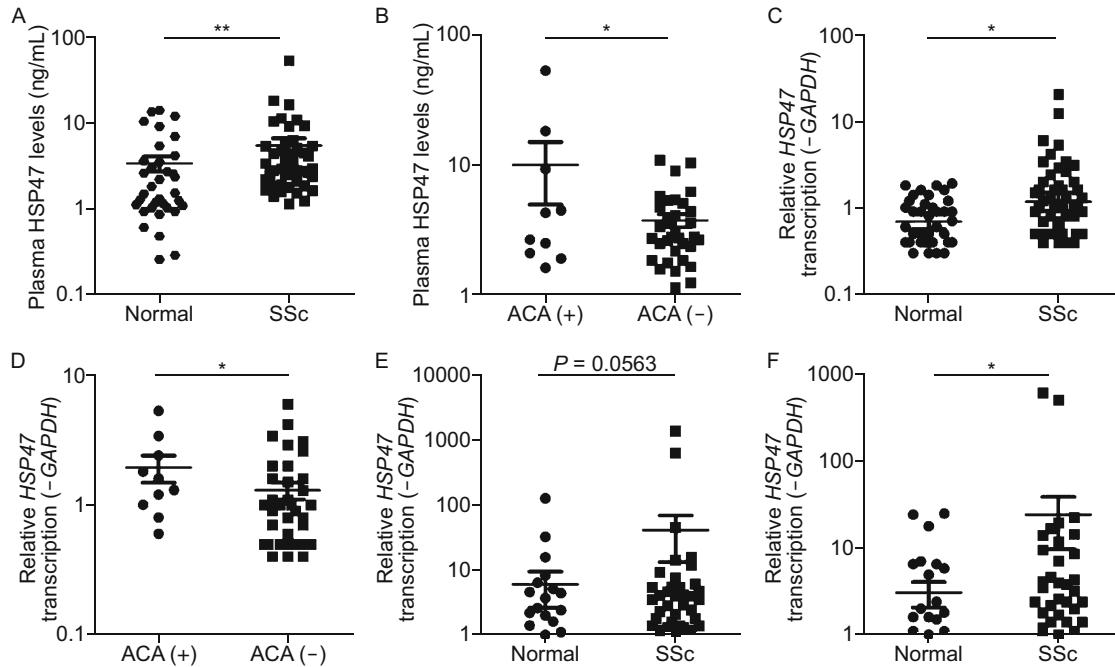 A
Plasma HSP47 levels (ng/mL)
100
10
1
0.1
**
Normal
SSc
B
Plasma HSP47 levels (ng/mL)
100
10
1
*
ACA (+)
ACA (−)
C
Relative HSP47
transcription (−GAPDH)
100
10
1
0.1
*
Normal
SSc
D
Relative HSP47
transcription (−GAPDH)
10
1
0.1
*
ACA (+)
ACA (−)
E
Relative HSP47
transcription (−GAPDH)
10000
1000
100
10
1
P = 0.0563
Normal
SSc
F
Relative HSP47
transcription (−GAPDH)
1000
100
10
1
*
Normal
SSc